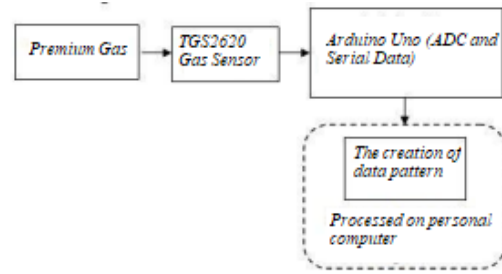 Premium Gas
TGS2620
Gas Sensor
Arduino Uno (ADC and
Serial Data)
The creation of
data pattern
Processed on personal
computer